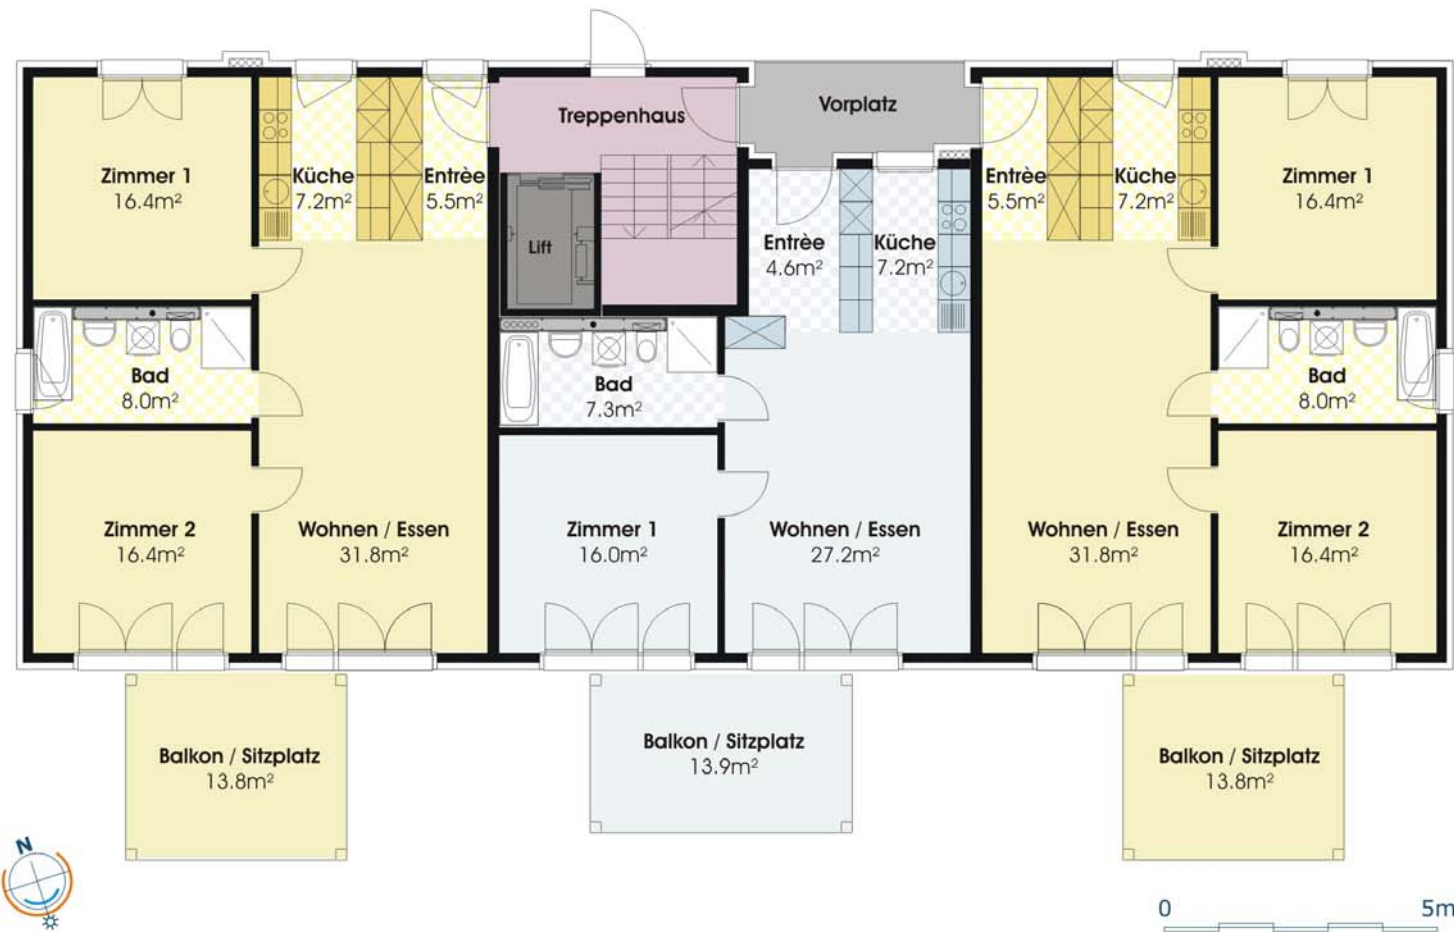 Treppenhaus
Vorplatz
Zimmer 1
16.4m²
Küche
7.2m²
Entrèe
5.5m²
Lift
Entrèe
4.6m²
Küche
7.2m²
Entrèe
5.5m²
Küche
7.2m²
Zimmer 1
16.4m²
Bad
8.0m²
Bad
7.3m²
Bad
8.0m²
Zimmer 2
16.4m²
Wohnen / Essen
31.8m²
Zimmer 1
16.0m²
Wohnen / Essen
27.2m²
Wohnen / Essen
31.8m²
Zimmer 2
16.4m²
Balkon / Sitzplatz
13.8m²
Balkon / Sitzplatz
13.9m²
Balkon / Sitzplatz
13.8m²
N
0 5m